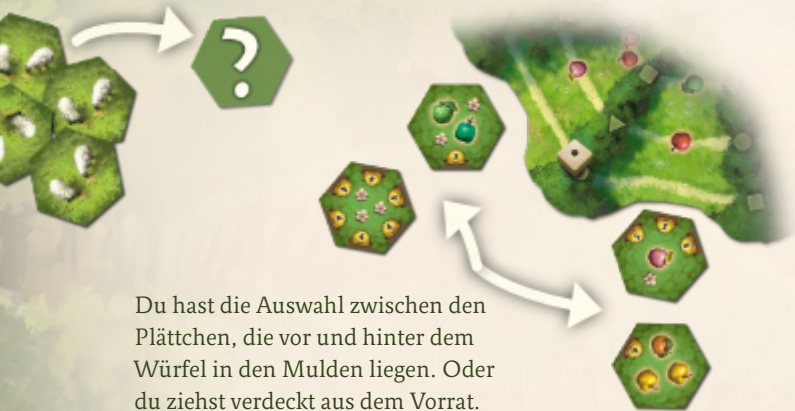 ?
Du hast die Auswahl zwischen den
Plättchen, die vor und hinter dem
Würfel in den Mulden liegen. Oder
du ziehst verdeckt aus dem Vorrat.